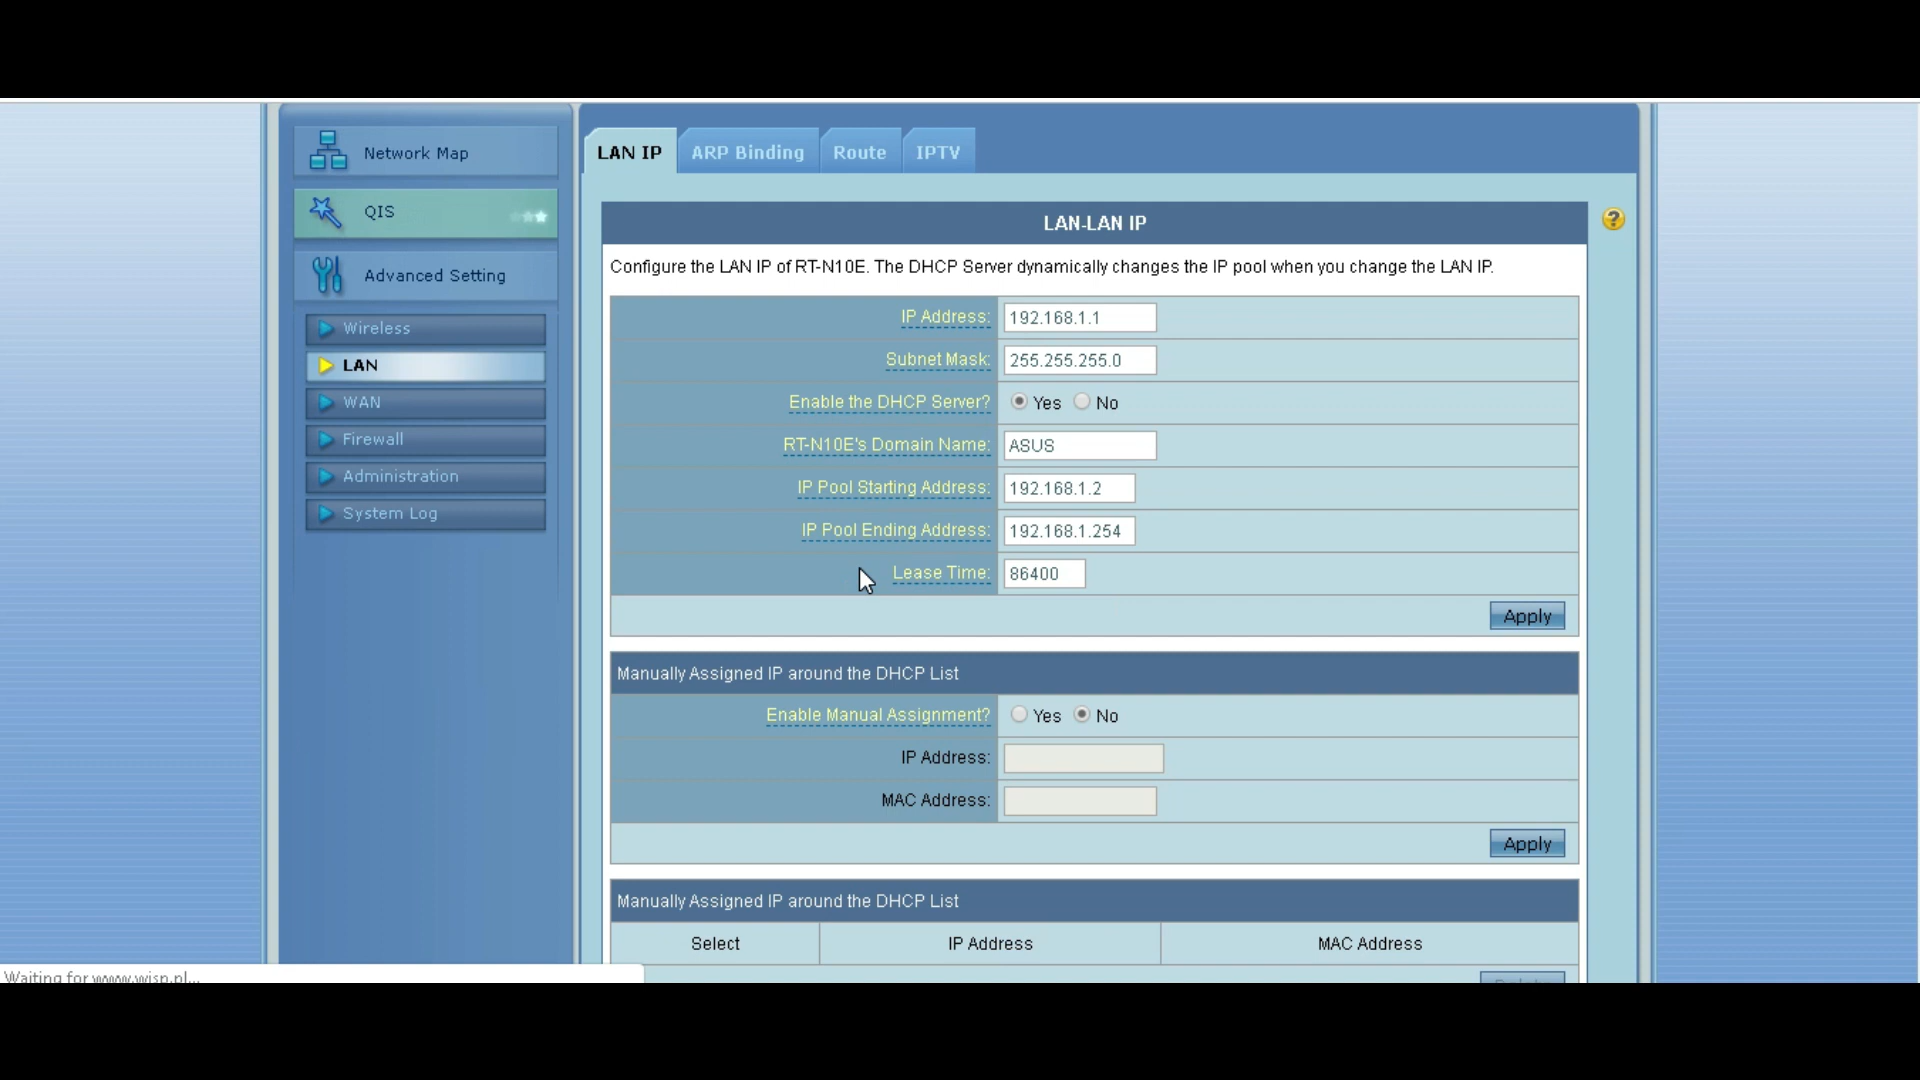 Network Map
QIS
Advanced Setting
Wireless
LAN
WAN
Firewall
Administration
System Log
LAN IP
ARP Binding
Route
IPTV
LAN-LAN IP
Configure the LAN IP of RT-N10E. The DHCP Server dynamically changes the IP pool when you change the LAN IP.
IP Address: 192.168.1.1
Subnet Mask: 255.255.255.0
Enable the DHCP Server? Yes No
RT-N10E's Domain Name: ASUS
IP Pool Starting Address: 192.168.1.2
IP Pool Ending Address: 192.168.1.254
Lease Time: 86400
Apply
Manually Assigned IP around the DHCP List
Enable Manual Assignment? Yes No
IP Address:
MAC Address:
Apply
Manually Assigned IP around the DHCP List
Select IP Address MAC Address
Waiting for www.wisp.pl...